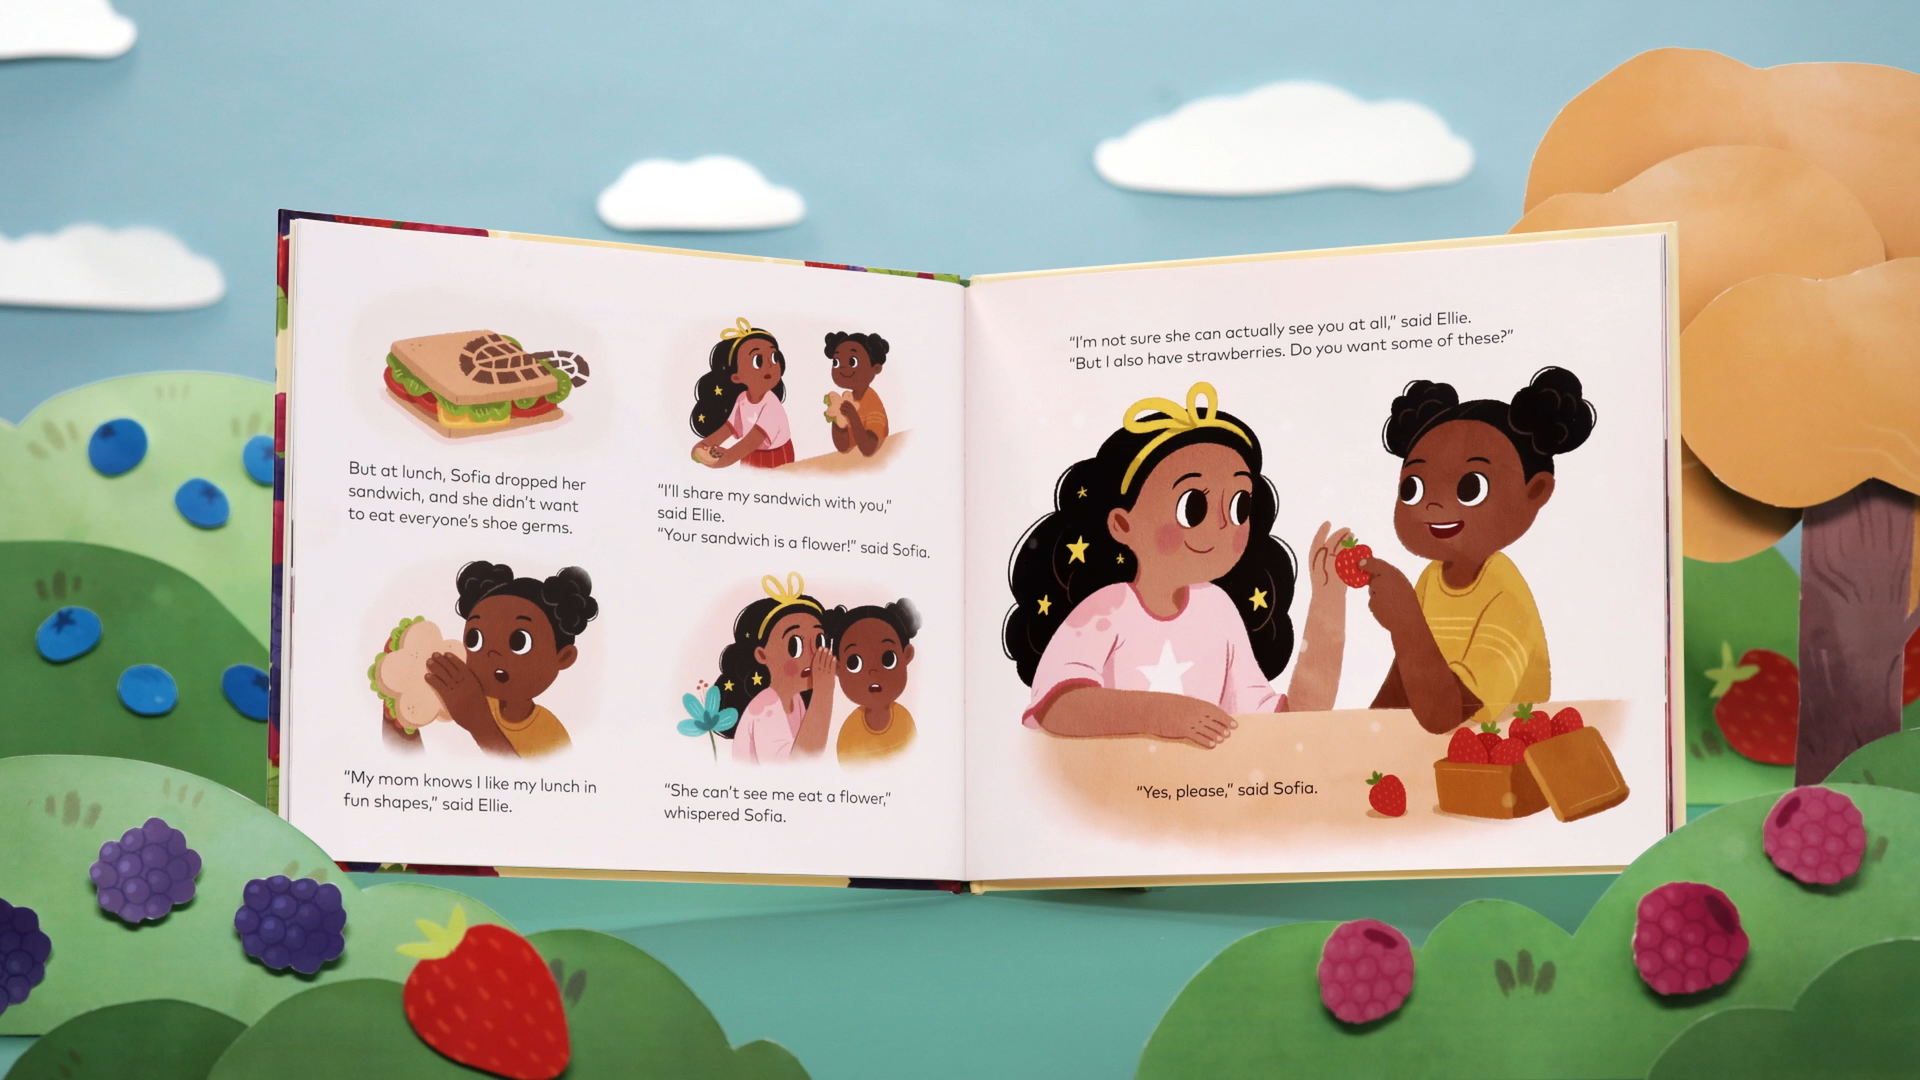 But at lunch, Sofia dropped her
sandwich, and she didn’t want
to eat everyone’s shoe germs.
“I’ll share my sandwich with you,”
said Ellie.
“Your sandwich is a flower!” said Sofia.
“My mom knows I like my lunch in
fun shapes,” said Ellie.
“She can’t see me eat a flower,”
whispered Sofia.
“I’m not sure she can actually see you at all,” said Ellie.
“But I also have strawberries. Do you want some of these?”
“Yes, please,” said Sofia.